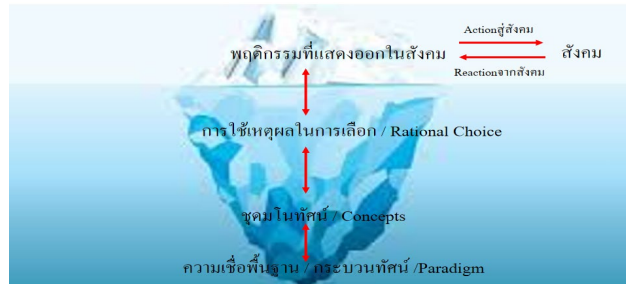 Actionสู่สังคม
พฤติกรรมที่แสดงออกในสังคม
สังคม
Reactionจากสังคม
การใช้เหตุผลในการเลือก / Rational Choice
ชุดมโนทัศน์ / Concepts
ความเชื่อพื้นฐาน / กระบวนทัศน์ /Paradigm